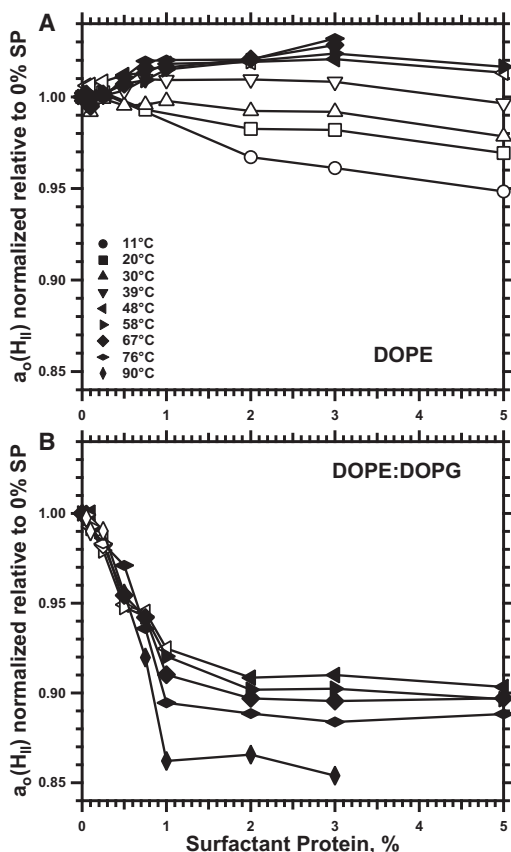 A
a₀(H_II) normalized relative to 0% SP
1.00
0.95
0.90
0.85
11°C
20°C
30°C
39°C
48°C
58°C
67°C
76°C
90°C
DOPE
0
1
2
3
4
5
B
a₀(H_II) normalized relative to 0% SP
DOPE:DOPG
1.00
0.95
0.90
0.85
0
1
2
3
4
5
Surfactant Protein, %